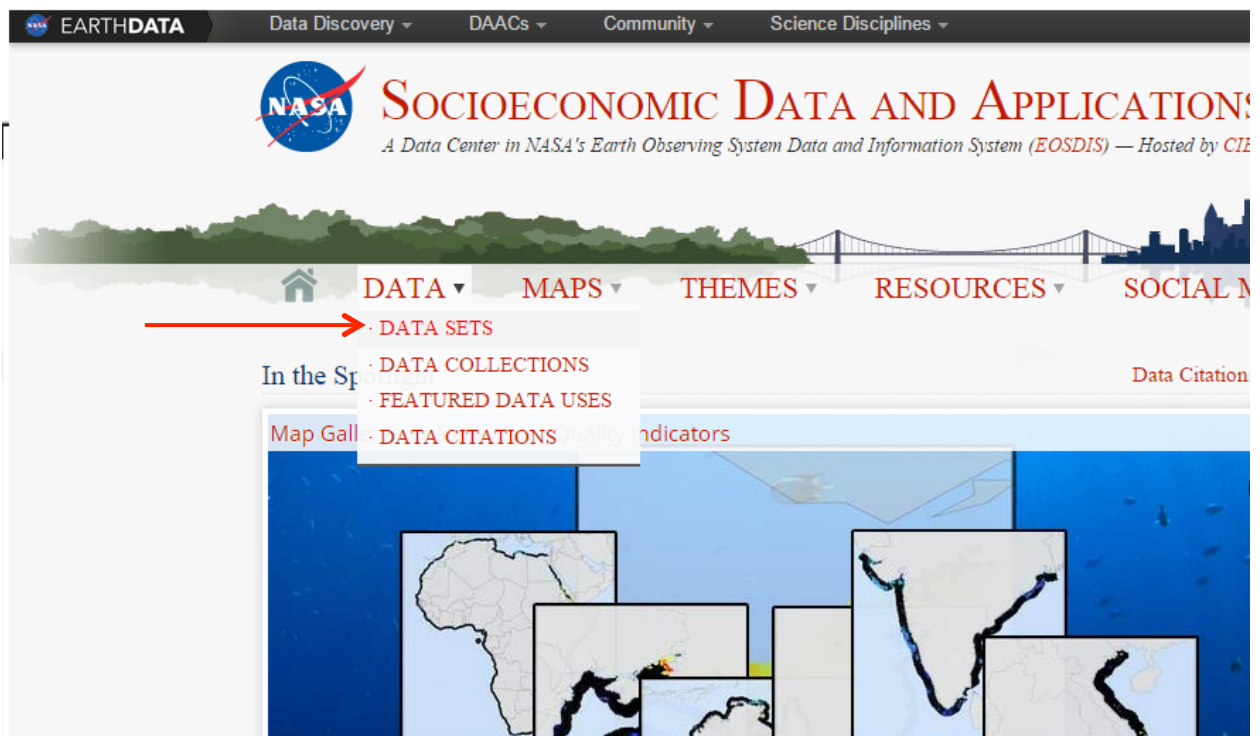 EARTHDATA Data Discovery DAACs Community Science Disciplines
NASA
SOCIOECONOMIC DATA AND APPLICATIONS
A Data Center in NASA's Earth Observing System Data and Information System (EOSDIS) — Hosted by
DATA MAPS THEMES RESOURCES SOCIAL
· DATA SETS
· DATA COLLECTIONS
In the Data Citation
· FEATURED DATA USES
· DATA CITATIONS
Map Indicators